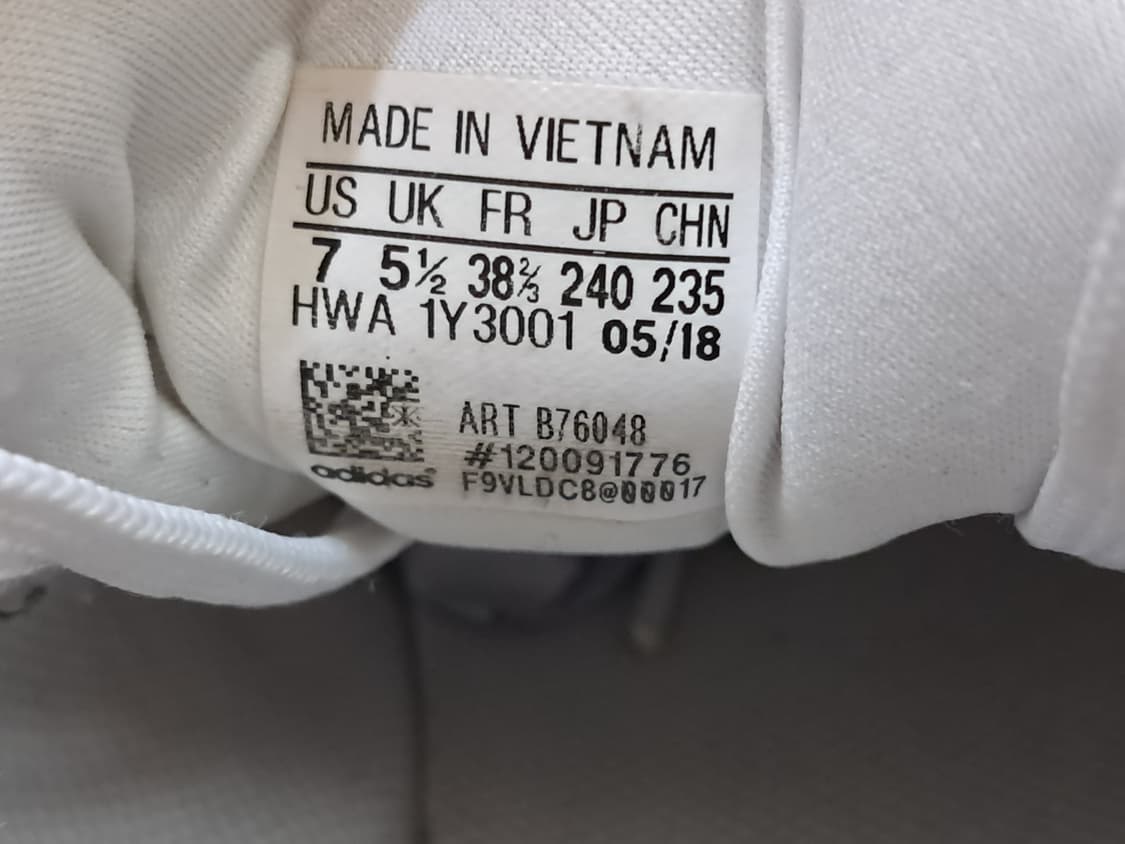 MADE IN VIETNAM
US UK FR JP CHN
7 5½ 38⅔ 240 235
HWA 1Y3001 05/18
ART B76048
#120091776
adidas®
F9VLDC8@00017